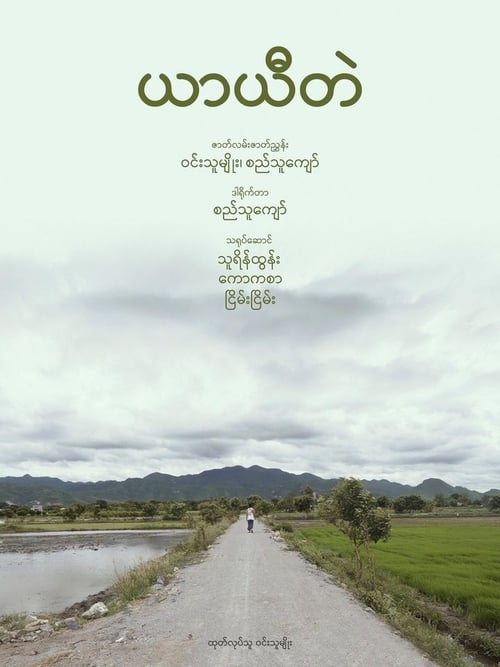 ယာယီတဲ
ဇာတ်လမ်းဇာတ်ညွှန်း
ဝင်းသူမျိုး၊ စည်သူကျော်
ဒါရိုက်တာ
စည်သူကျော်
သရုပ်ဆောင်
သူရိန်ထွန်း
ကောကစာ
ငြိမ်းငြိမ်း
ထုတ်လုပ်သူ ဝင်းသူမျိုး